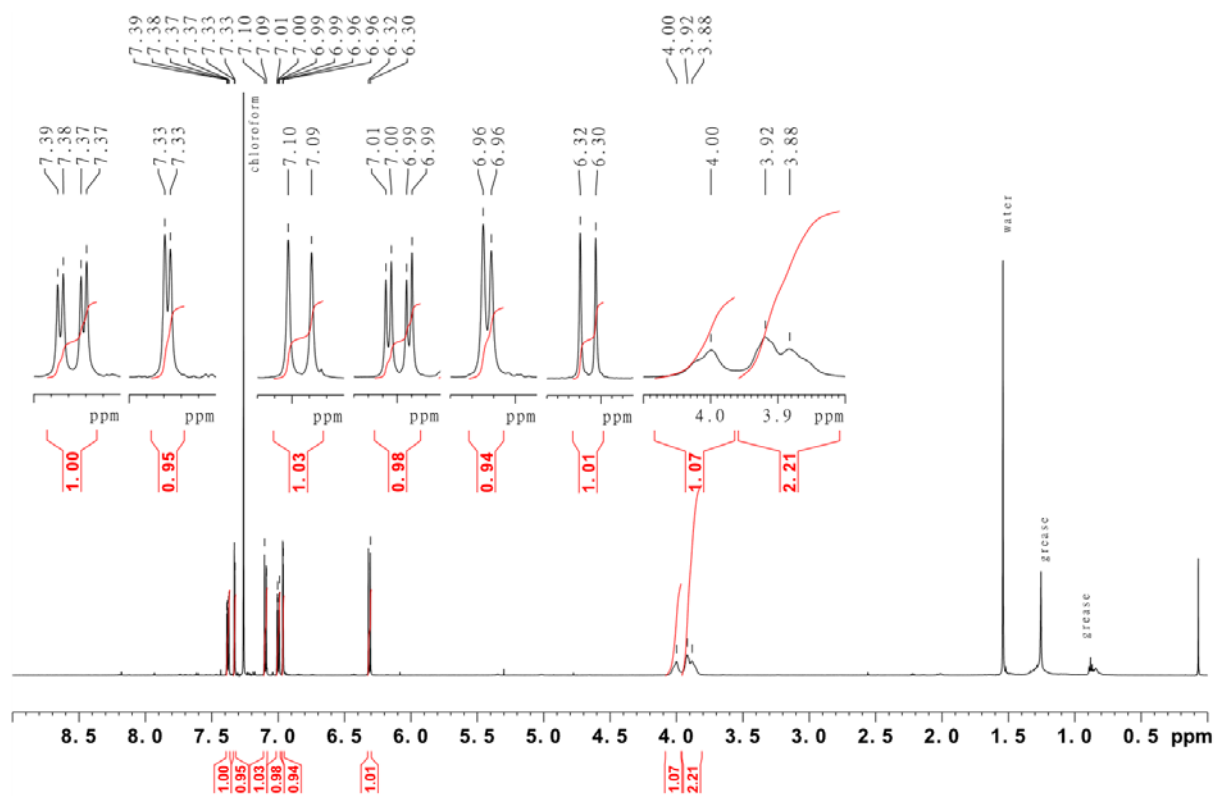 7.39 7.38 7.37 7.37 7.33 7.33 7.10 7.09 7.01 7.00 6.99 6.99 6.96 6.96 6.32 6.30 4.00 3.92 3.88
7.39 7.38 7.37 7.37 7.33 7.33 chloroform 7.10 7.09 7.01 7.00 6.99 6.99 6.96 6.96 6.32 6.30 4.00 3.92 3.88
water
ppm ppm ppm ppm ppm ppm 4.0 3.9 ppm
1.00 0.95 1.03 0.98 0.94 1.01 1.07 2.21
grease
grease
8.5 8.0 7.5 7.0 6.5 6.0 5.5 5.0 4.5 4.0 3.5 3.0 2.5 2.0 1.5 1.0 0.5 ppm
1.00 0.95 1.03 0.98 0.94 1.01 1.07 2.21